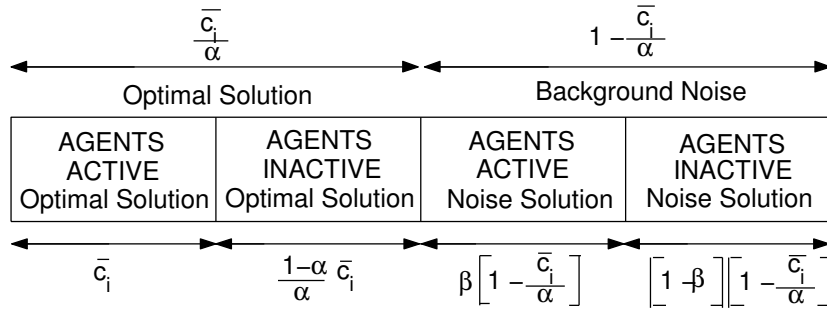 c̄ᵢ/α    1 − c̄ᵢ/α
Optimal Solution    Background Noise
AGENTS    AGENTS    AGENTS    AGENTS
ACTIVE    INACTIVE    ACTIVE    INACTIVE
Optimal Solution    Optimal Solution    Noise Solution    Noise Solution
c̄ᵢ    (1−α)/α c̄ᵢ    β[1 − c̄ᵢ/α]    [1 −β][1 − c̄ᵢ/α]